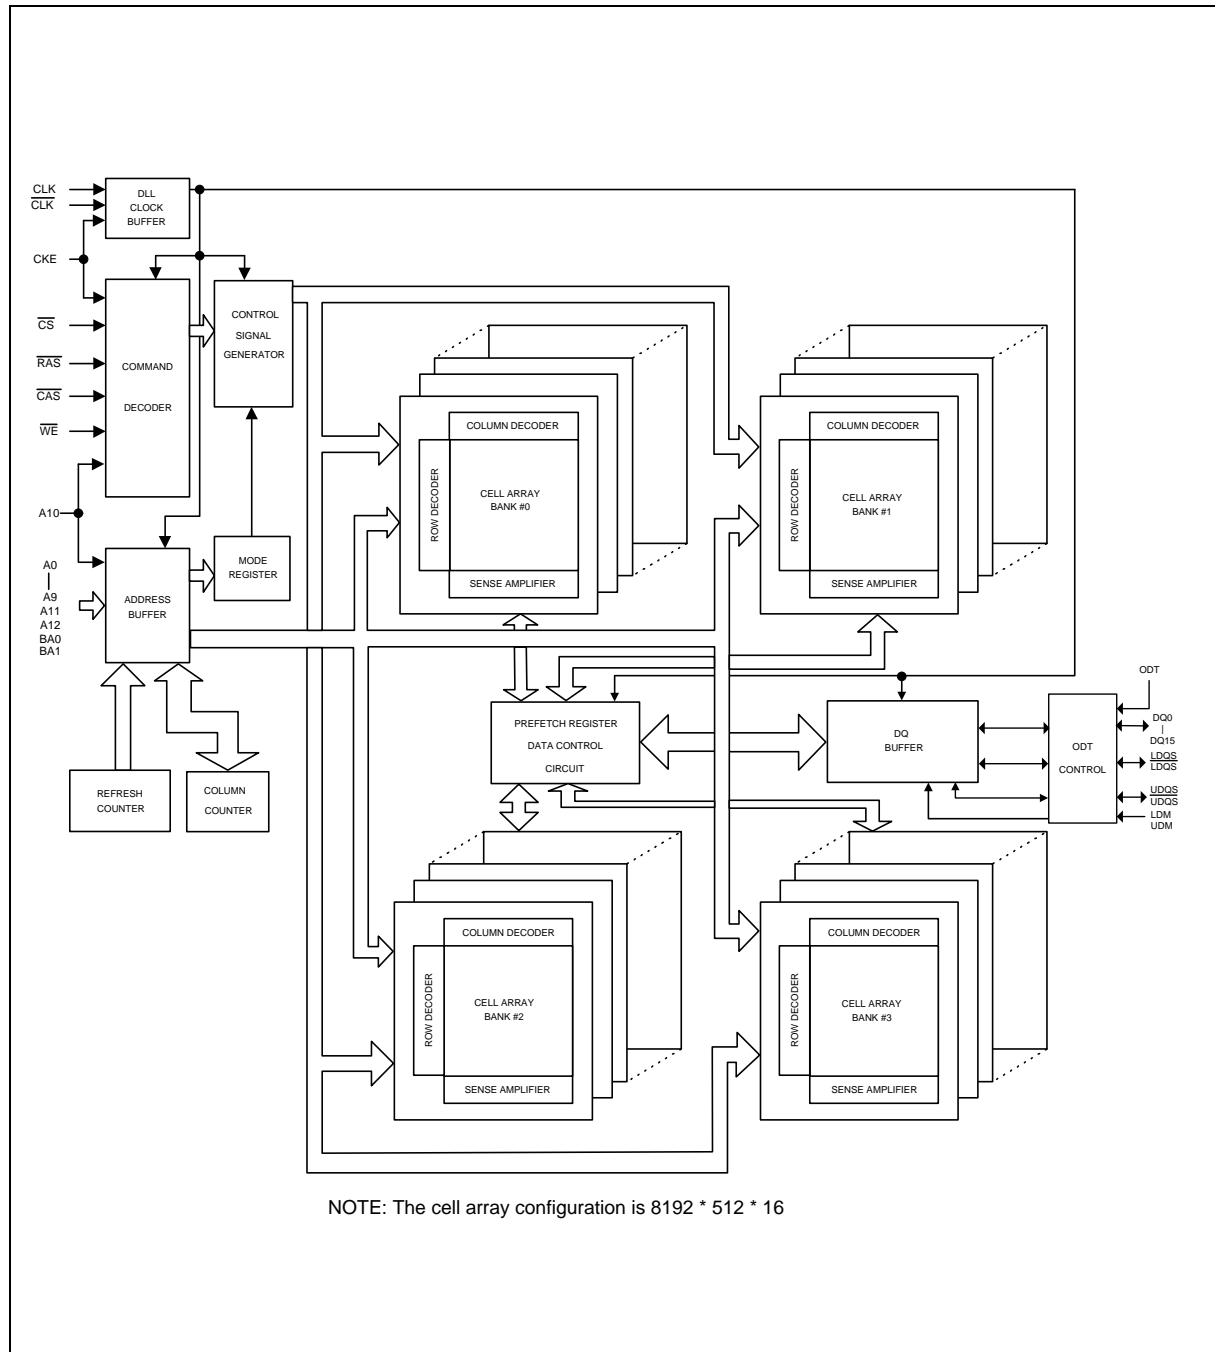 CLK
CLK
CKE
CS
RAS
CAS
WE
A10
A0
A9
A11
A12
BA0
BA1
DLL
CLOCK
BUFFER
COMMAND
DECODER
CONTROL
SIGNAL
GENERATOR
ADDRESS
BUFFER
MODE
REGISTER
REFRESH
COUNTER
COLUMN
COUNTER
COLUMN DECODER
ROW DECODER
CELL ARRAY
BANK #0
SENSE AMPLIFIER
COLUMN DECODER
ROW DECODER
CELL ARRAY
BANK #1
SENSE AMPLIFIER
PREFETCH REGISTER
DATA CONTROL
CIRCUIT
DQ
BUFFER
ODT
CONTROL
ODT
DQ0
|
DQ15
LDQS
LDQS
UDQS
UDQS
LDM
UDM
COLUMN DECODER
ROW DECODER
CELL ARRAY
BANK #2
SENSE AMPLIFIER
COLUMN DECODER
ROW DECODER
CELL ARRAY
BANK #3
SENSE AMPLIFIER
NOTE: The cell array configuration is 8192 * 512 * 16